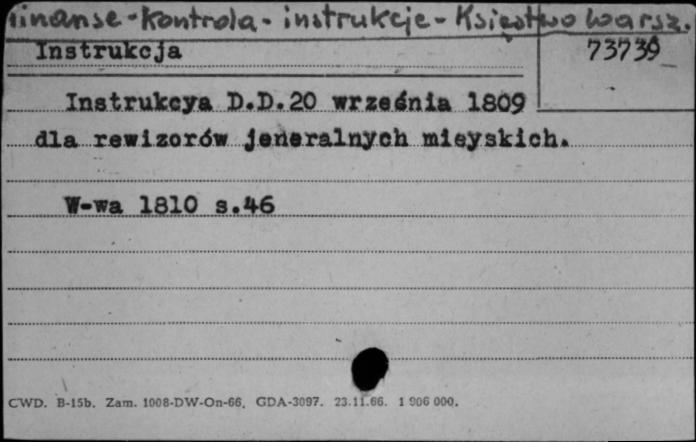 finanse - kontrola - instrukcje - Księstwo Warsz.
Instrukcja
73739
Instrukcya D.D.20 września 1809
dla rewizorów jeneralnych mieyskich.
W-wa 1810 s.46
CWD. B-15b. Zam. 1008-DW-On-66. GDA-3097. 23.11.66. 1 906 000.